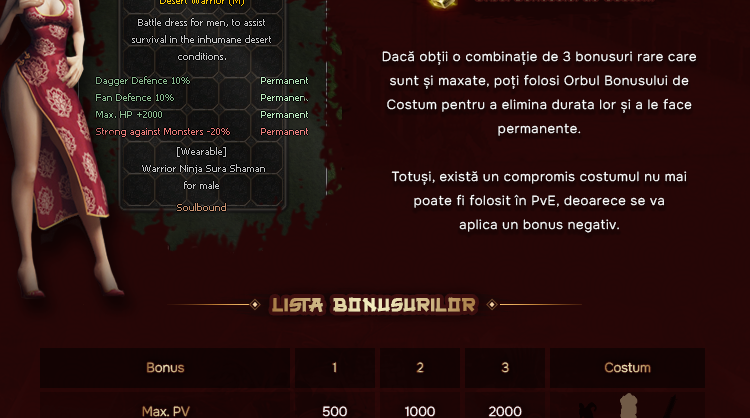 Desert Warrior (M)
Battle dress for men, to assist
survival in the inhumane desert
conditions.
Dagger Defence 10% Permanent
Fan Defence 10% Permanen.
Max. HP +2000 Permanent
Strong against Monsters -20% Permanent
[Wearable]
Warrior Ninja Sura Shaman
for male
Soulbound
Dacă obții o combinație de 3 bonusuri rare care
sunt și maxate, poți folosi Orbul Bonusului de
Costum pentru a elimina durata lor și a le face
permanente.
Totuși, există un compromis costumul nu mai
poate fi folosit în PvE, deoarece se va
aplica un bonus negativ.
LISTA BONUSURILOR
Bonus 1 2 3 Costum
Max. PV 500 1000 2000